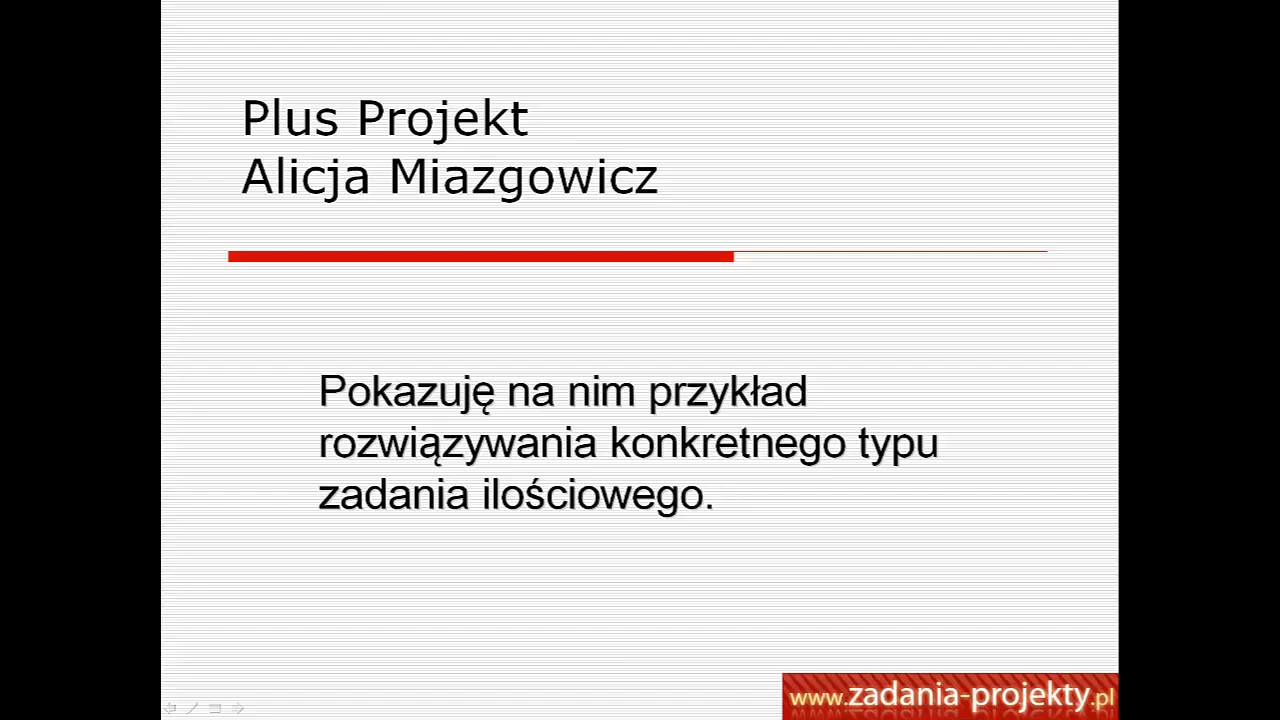 Plus Projekt
Alicja Miazgowicz
Pokazuję na nim przykład
rozwiązywania konkretnego typu
zadania ilościowego.
www.zadania-projekty.pl